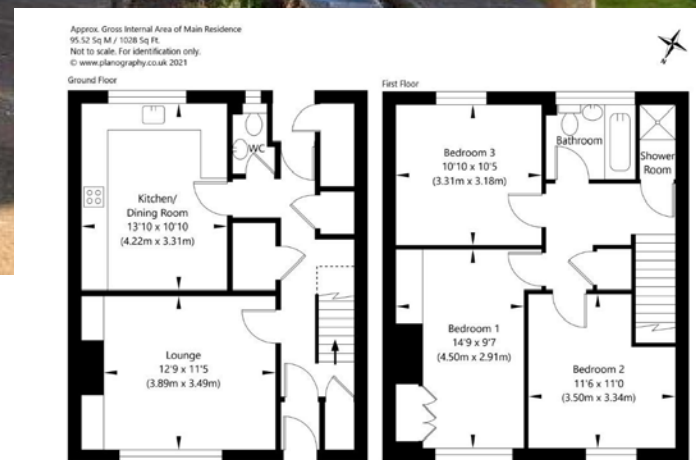 Approx. Gross Internal Area of Main Residence
95.52 Sq M / 1028 Sq Ft.
Not to scale. For identification only.
© www.planography.co.uk 2021
Ground Floor
First Floor
N
WC
Kitchen/
Dining Room
13'10 x 10'10
(4.22m x 3.31m)
Lounge
12'9 x 11'5
(3.89m x 3.49m)
Bedroom 3
10'10 x 10'5
(3.31m x 3.18m)
Bathroom
Shower
Room
Bedroom 1
14'9 x 9'7
(4.50m x 2.91m)
Bedroom 2
11'6 x 11'0
(3.50m x 3.34m)